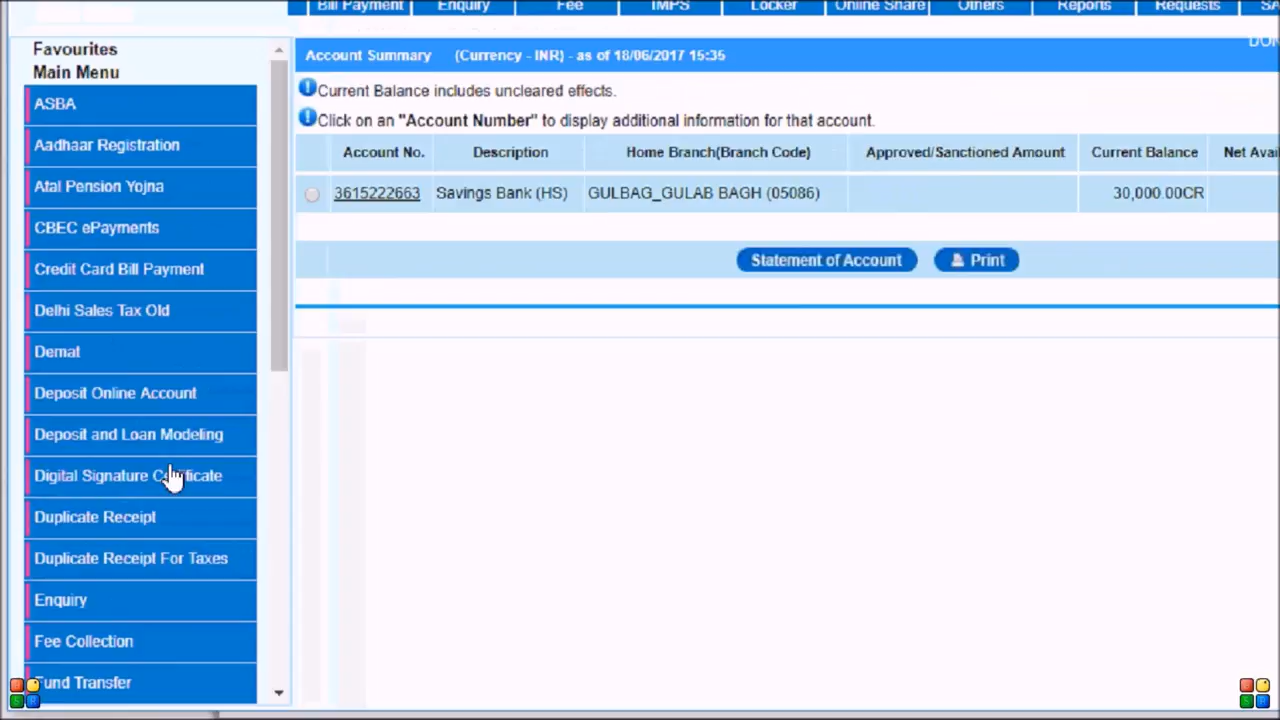 Bill Payment Enquiry Fee IMPS Locker Online Share Others Reports Requests
Favourites
Main Menu
ASBA
Aadhaar Registration
Atal Pension Yojna
CBEC ePayments
Credit Card Bill Payment
Delhi Sales Tax Old
Demat
Deposit Online Account
Deposit and Loan Modeling
Digital Signature Certificate
Duplicate Receipt
Duplicate Receipt For Taxes
Enquiry
Fee Collection
Fund Transfer
Account Summary (Currency - INR) - as of 18/06/2017 15:35
Current Balance includes uncleared effects.
Click on an "Account Number" to display additional information for that account.
Account No. Description Home Branch(Branch Code) Approved/Sanctioned Amount Current Balance Net Avai
3615222663 Savings Bank (HS) GULBAG_GULAB BAGH (05086) 30,000.00CR
Statement of Account Print